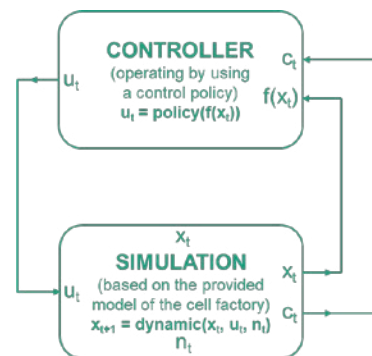 CONTROLLER
(operating by using
a control policy)
uₜ = policy(f(xₜ))
uₜ
cₜ
f(xₜ)
xₜ
SIMULATION
(based on the provided
model of the cell factory)
xₜ₊₁ = dynamic(xₜ, uₜ, nₜ)
nₜ
uₜ
xₜ
cₜ